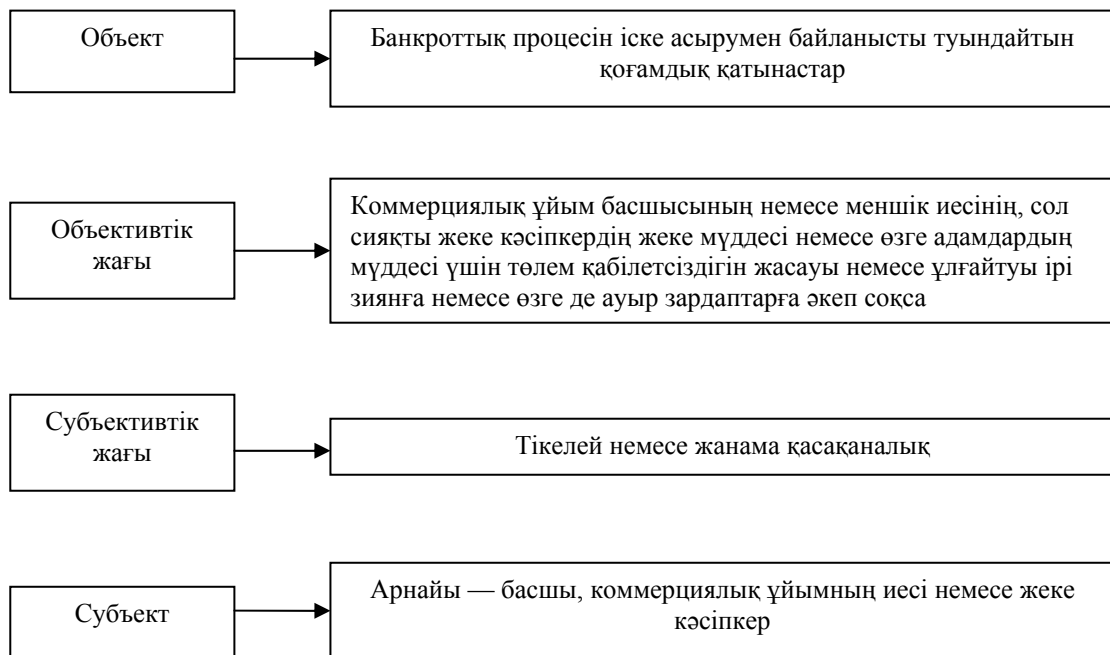 Объект
Банкроттық процесін іске асырумен байланысты туындайтын
қоғамдық қатынастар
Объективтік
жағы
Коммерциялық ұйым басшысының немесе меншік иесінің, сол
сияқты жеке кәсіпкердің жеке мүддесі немесе өзге адамдардың
мүддесі үшін төлем қабілетсіздігін жасауы немесе ұлғайтуы ірі
зиянға немесе өзге де ауыр зардаптарға әкеп соқса
Субъективтік
жағы
Тікелей немесе жанама қасақаналық
Субъект
Арнайы — басшы, коммерциялық ұйымның иесі немесе жеке
кәсіпкер